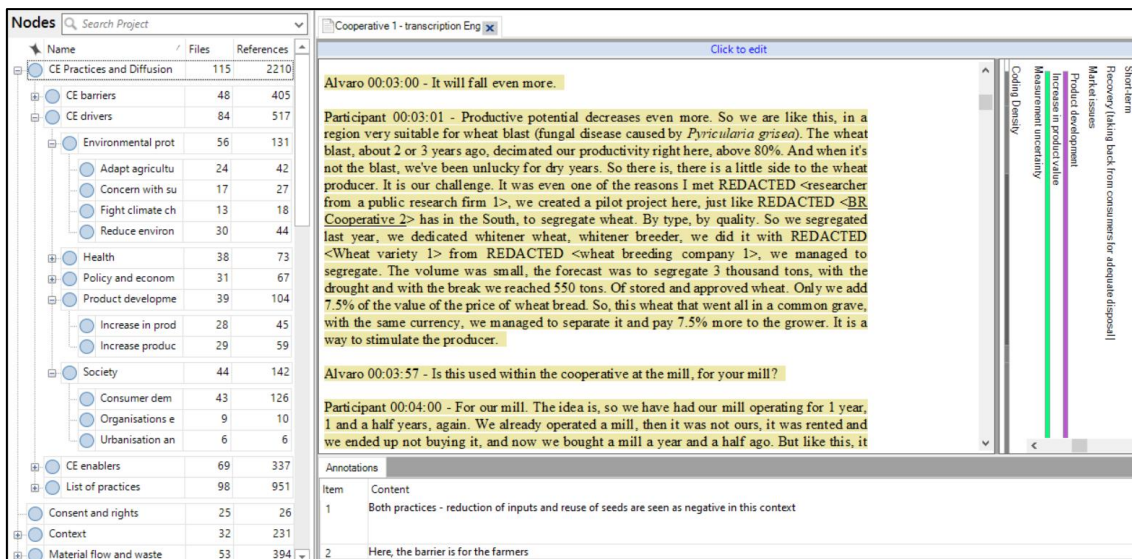 Nodes
Search Project
Name Files References
CE Practices and Diffusion 115 2210
CE barriers 48 405
CE drivers 84 517
Environmental prot 56 131
Adapt agricultu 24 42
Concern with su 17 27
Fight climate ch 13 18
Reduce environ 30 44
Health 38 73
Policy and econom 31 67
Product developme 39 104
Increase in prod 28 45
Increase produc 29 59
Society 44 142
Consumer dem 43 126
Organisations e 9 10
Urbanisation an 6 6
CE enablers 69 337
List of practices 98 951
Consent and rights 25 26
Context 32 231
Material flow and waste 53 394
Cooperative 1 - transcription Eng
Click to edit
Alvaro 00:03:00 - It will fall even more.
Participant 00:03:01 - Productive potential decreases even more. So we are like this, in a
region very suitable for wheat blast (fungal disease caused by Pyricularia grisea). The wheat
blast, about 2 or 3 years ago, decimated our productivity right here, above 80%. And when it's
not the blast, we've been unlucky for dry years. So there is, there is a little side to the wheat
producer. It is our challenge. It was even one of the reasons I met REDACTED <researcher
from a public research firm 1>, we created a pilot project here, just like REDACTED <BR
Cooperative 2> has in the South, to segregate wheat. By type, by quality. So we segregated
last year, we dedicated whitener wheat, whitener breeder, we did it with REDACTED
<Wheat variety 1> from REDACTED <wheat breeding company 1>, we managed to
segregate. The volume was small, the forecast was to segregate 3 thousand tons, with the
drought and with the break we reached 550 tons. Of stored and approved wheat. Only we add
7.5% of the value of the price of wheat bread. So, this wheat that went all in a common grave,
with the same currency, we managed to separate it and pay 7.5% more to the grower. It is a
way to stimulate the producer.
Alvaro 00:03:57 - Is this used within the cooperative at the mill, for your mill?
Participant 00:04:00 - For our mill. The idea is, so we have had our mill operating for 1 year,
1 and a half years, again. We already operated a mill, then it was not ours, it was rented and
we ended up not buying it, and now we bought a mill a year and a half ago. But like this, it
Coding Density
Measurement uncertainty
Increase in product value
Product development
Market issues
Recovery [taking back from consumers for adequate disposal]
Short-term
Annotations
Item Content
1 Both practices - reduction of inputs and reuse of seeds are seen as negative in this context
2 Here, the barrier is for the farmers